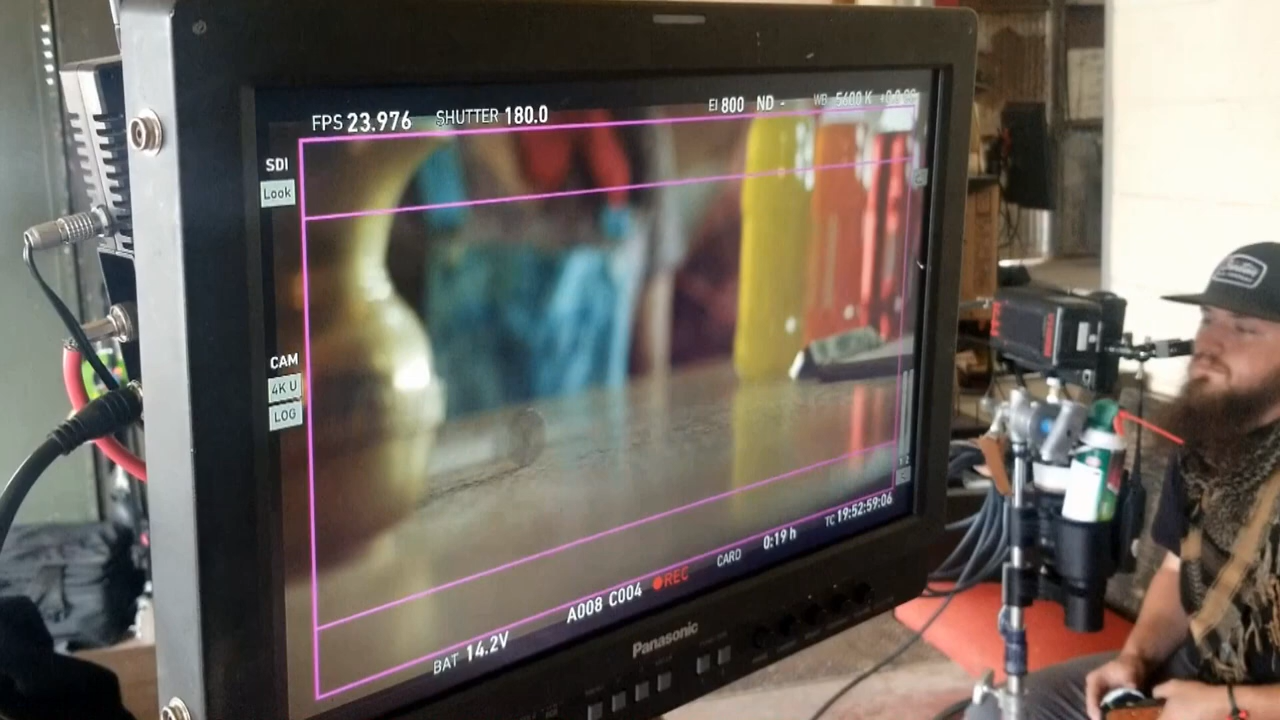 FPS 23.976 SHUTTER 180.0 EI 800 ND - WB 5600 K
SDI
Look
CAM
4K U
LOG
BAT 14.2V A008 C004 REC CARD 0:19 h TC 19:52:59:06
Panasonic